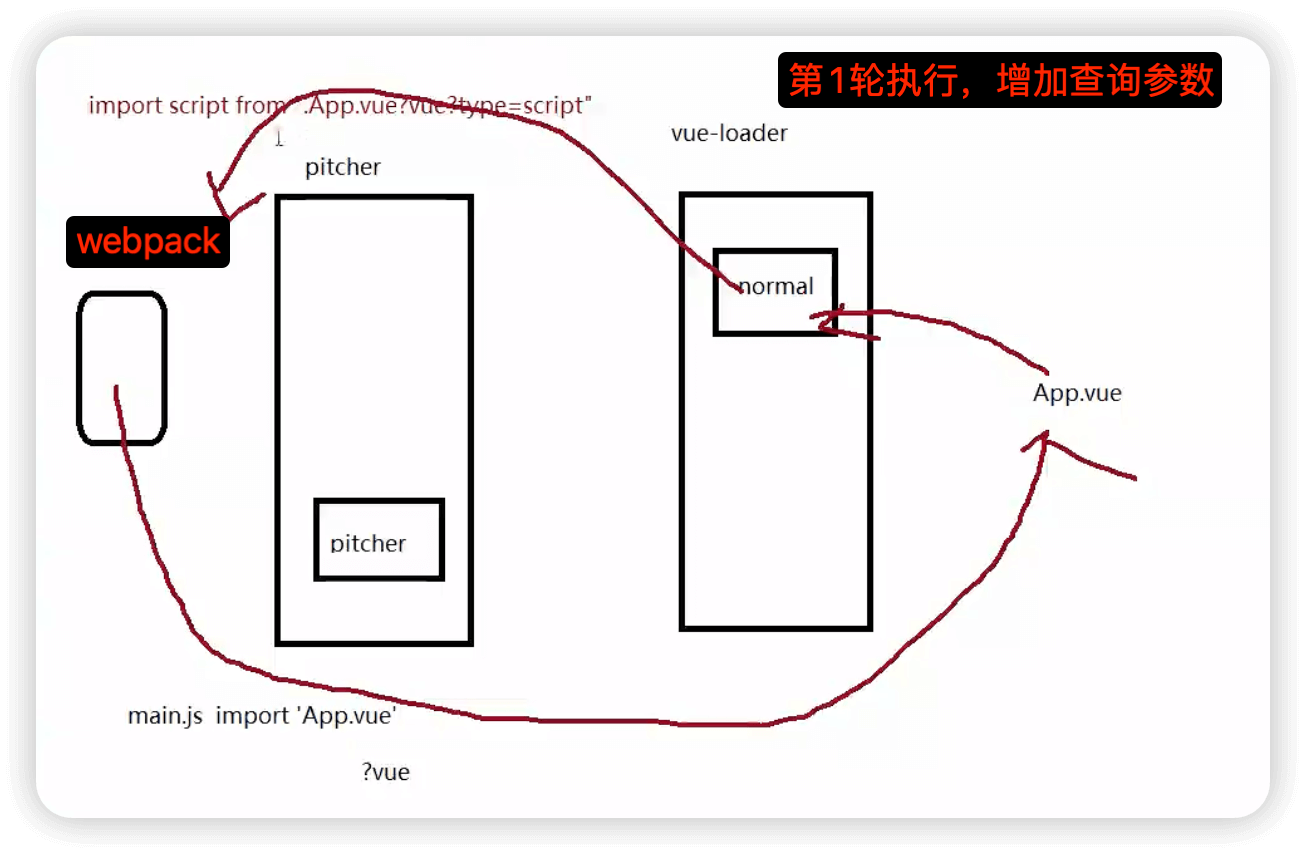 第1轮执行，增加查询参数
import script from ".App.vue?vue?type=script"
vue-loader
pitcher
webpack
normal
App.vue
pitcher
main.js import 'App.vue'
?vue